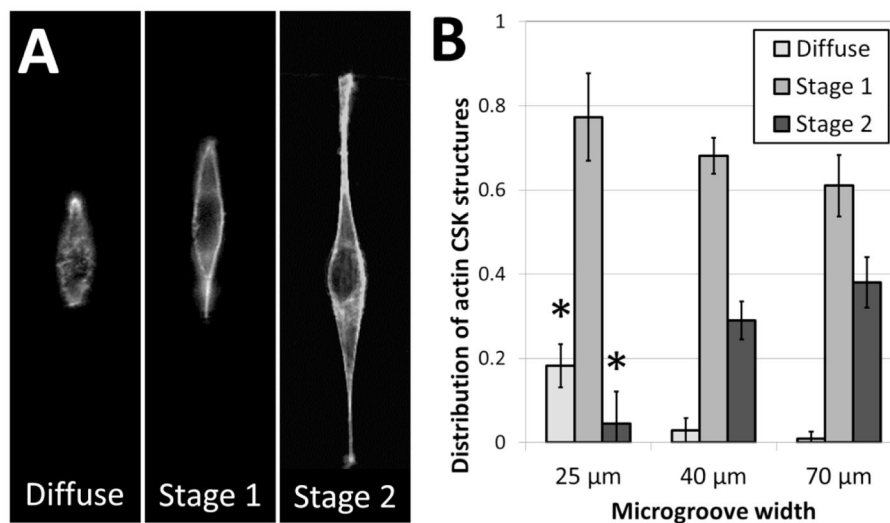 A
Diffuse
Stage 1
Stage 2
B
Distribution of actin CSK structures
1
0.8
0.6
0.4
0.2
0
Diffuse
Stage 1
Stage 2
*
*
25 µm
40 µm
70 µm
Microgroove width